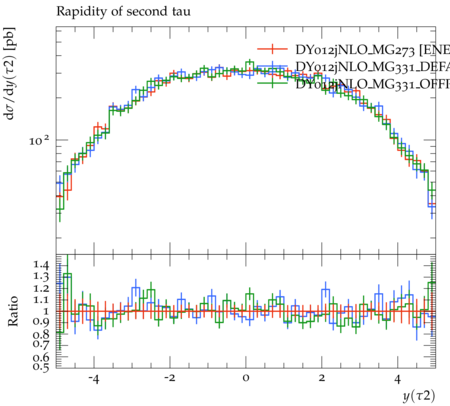 Rapidity of second tau
dσ/dy(τ2) [pb]
DY012jNLO_MG273 [ENE
DY012jNLO_MG331_DEFA
DY012jNLO_MG331_OFFF
10²
Ratio
1.4
1.3
1.2
1.1
1
0.9
0.8
0.7
0.6
0.5
-4 -2 0 2 4
y(τ2)